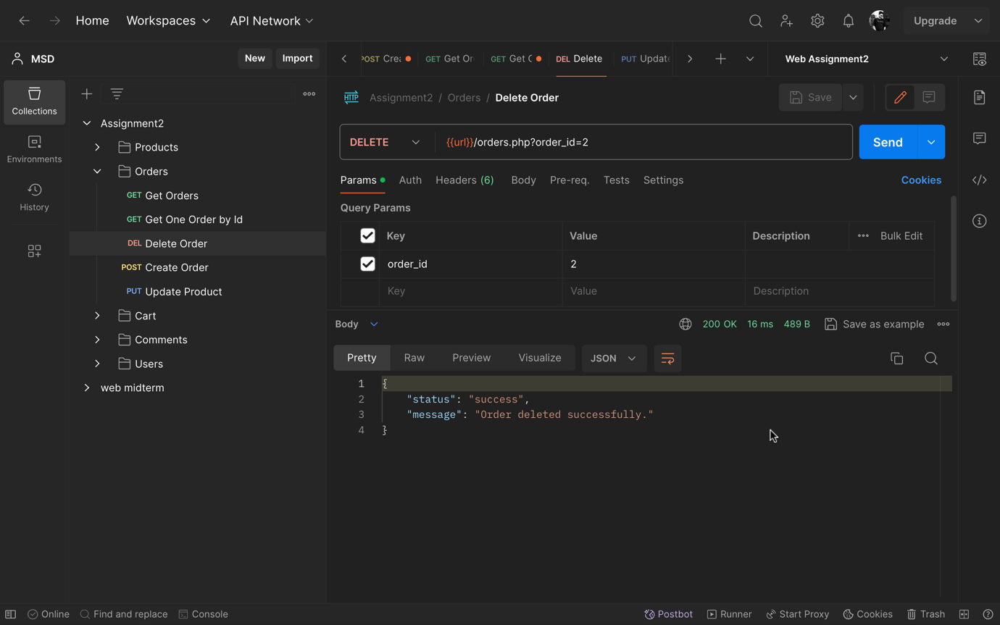 Home Workspaces API Network Upgrade
MSD New Import
POST Crea GET Get Or GET Get C DEL Delete PUT Update Web Assignment2
Collections
Environments
History
Assignment2
Products
Orders
GET Get Orders
GET Get One Order by Id
DEL Delete Order
POST Create Order
PUT Update Product
Cart
Comments
Users
web midterm
HTTP Assignment2 / Orders / Delete Order Save
DELETE {{url}}/orders.php?order_id=2 Send
Params Auth Headers (6) Body Pre-req. Tests Settings Cookies
Query Params
Key Value Description Bulk Edit
order_id 2
Key Value Description
Body 200 OK 16 ms 489 B Save as example
Pretty Raw Preview Visualize JSON
1 {
2 "status": "success",
3 "message": "Order deleted successfully."
4 }
Online Find and replace Console Postbot Runner Start Proxy Cookies Trash